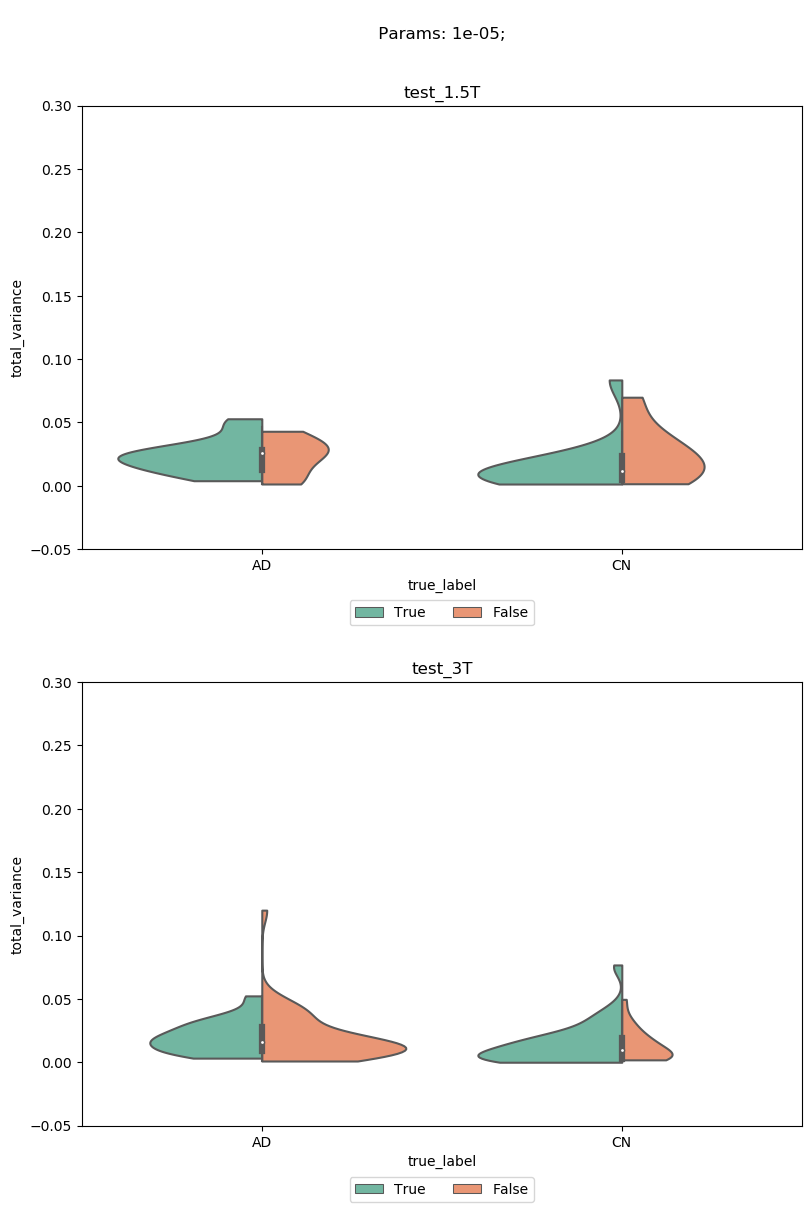 Params: 1e-05;
test_1.5T
0.30
0.25
0.20
0.15
0.10
0.05
0.00
−0.05
total_variance
AD CN
true_label
True False
test_3T
0.30
0.25
0.20
0.15
0.10
0.05
0.00
−0.05
total_variance
AD CN
true_label
True False